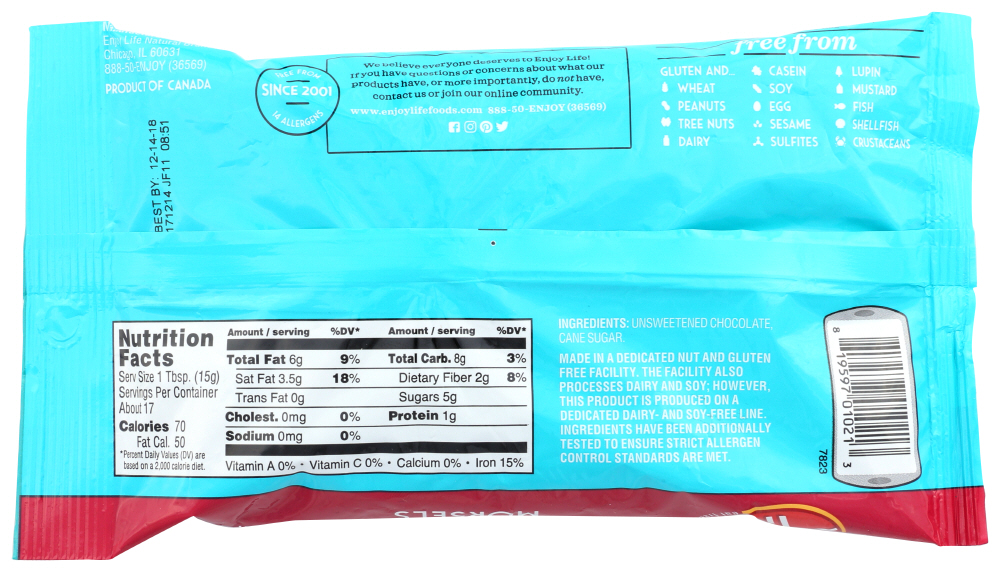 Enjoy Life Natural
Chicago, IL 60631
888-50-ENJOY (36569)
PRODUCT OF CANADA
BEST BY: 12-14-18
171214 JF11 08:51
FREE FROM
SINCE 2001
14 ALLERGENS
We believe everyone deserves to Enjoy Life!
If you have questions or concerns about what our
products have, or more importantly, do not have,
contact us or join our online community.
www.enjoylifefoods.com 888-50-ENJOY (36569)
free from
GLUTEN AND...
WHEAT
PEANUTS
TREE NUTS
DAIRY
CASEIN
SOY
EGG
SESAME
SULFITES
LUPIN
MUSTARD
FISH
SHELLFISH
CRUSTACEANS
Nutrition
Facts
Serv Size 1 Tbsp. (15g)
Servings Per Container
About 17
Calories 70
Fat Cal. 50
*Percent Daily Values (DV) are
based on a 2,000 calorie diet.
Amount / serving %DV* Amount / serving %DV*
Total Fat 6g 9% Total Carb. 8g 3%
Sat Fat 3.5g 18% Dietary Fiber 2g 8%
Trans Fat 0g Sugars 5g
Cholest. 0mg 0% Protein 1g
Sodium 0mg 0%
Vitamin A 0% • Vitamin C 0% • Calcium 0% • Iron 15%
INGREDIENTS: UNSWEETENED CHOCOLATE,
CANE SUGAR.
MADE IN A DEDICATED NUT AND GLUTEN
FREE FACILITY. THE FACILITY ALSO
PROCESSES DAIRY AND SOY; HOWEVER,
THIS PRODUCT IS PRODUCED ON A
DEDICATED DAIRY- AND SOY-FREE LINE.
INGREDIENTS HAVE BEEN ADDITIONALLY
TESTED TO ENSURE STRICT ALLERGEN
CONTROL STANDARDS ARE MET.
8 19597 01021 3
7823
MORSELS